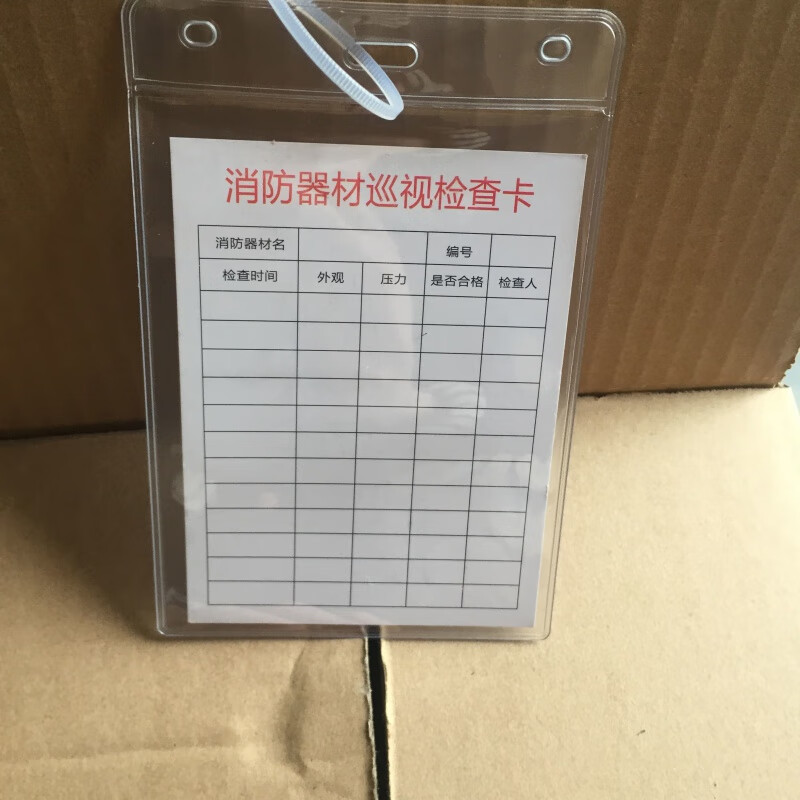 消防器材巡视检查卡
消防器材名 编号
检查时间 外观 压力 是否合格 检查人